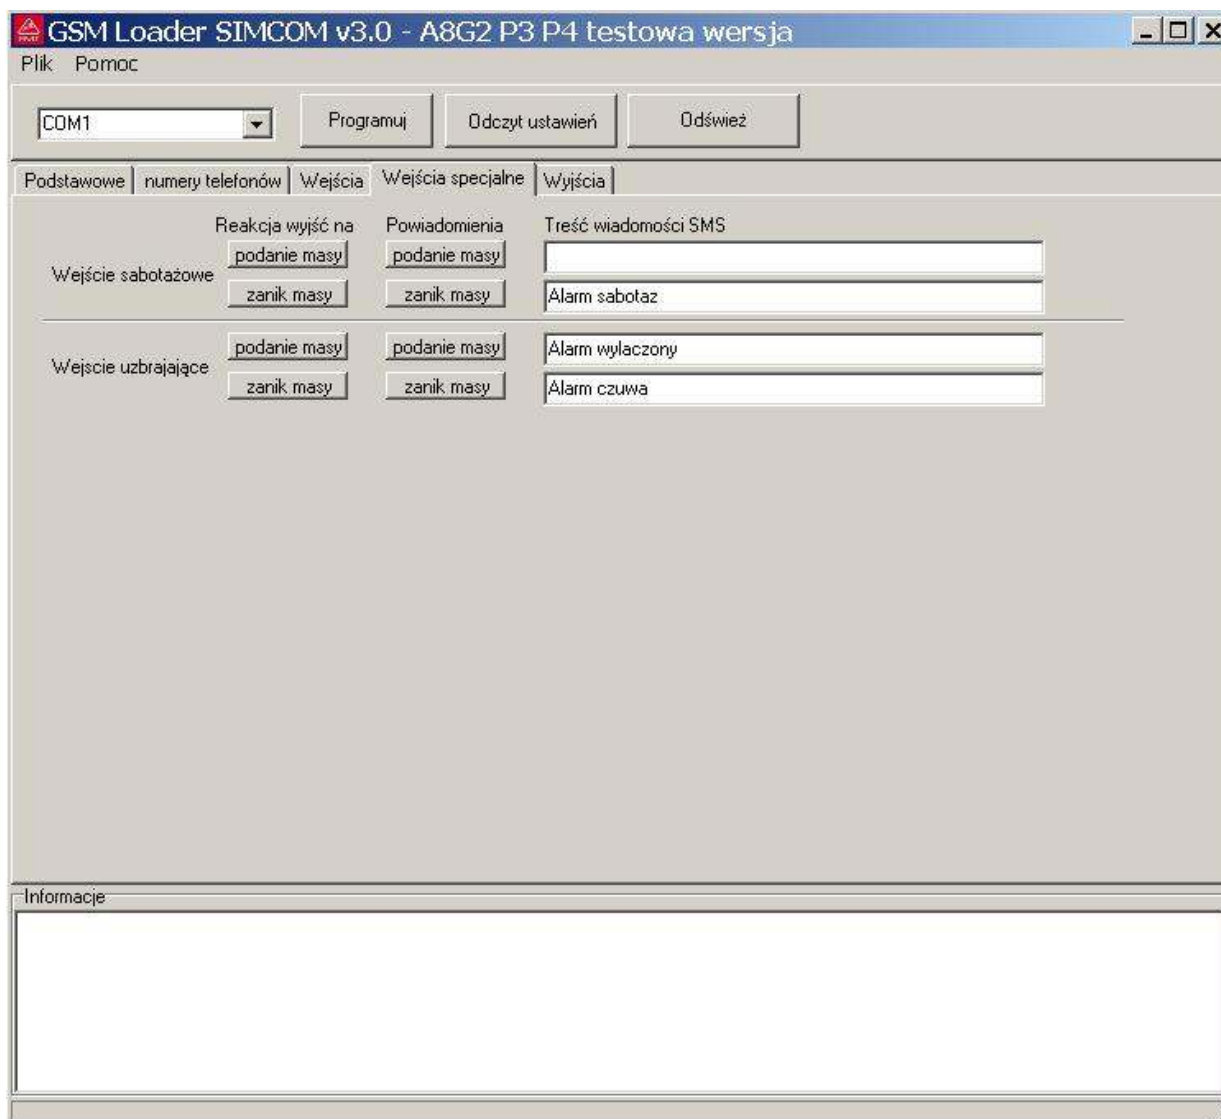 GSM Loader SIMCOM v3.0 - A8G2 P3 P4 testowa wersja
Plik Pomoc
COM1 Programuj Odczyt ustawień Odśwież
Podstawowe numery telefonów Wejścia Wejścia specjalne Wyjścia
Reakcja wyjść na Powiadomienia Treść wiadomości SMS
podanie masy podanie masy
Wejście sabotażowe
zanik masy zanik masy Alarm sabotaz
podanie masy podanie masy Alarm wylaczony
Wejscie uzbrajające
zanik masy zanik masy Alarm czuwa
Informacje